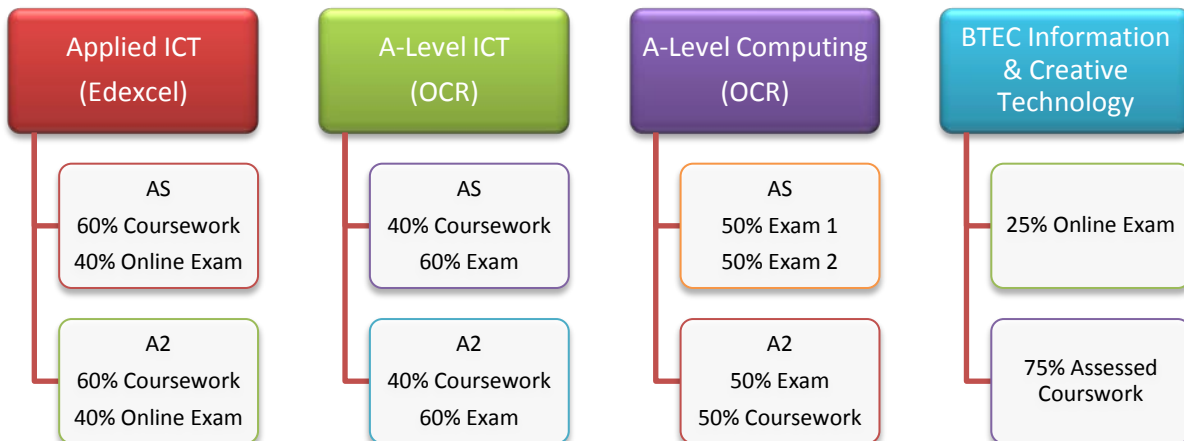 Applied ICT
(Edexcel)
AS
60% Coursework
40% Online Exam
A2
60% Coursework
40% Online Exam
A-Level ICT
(OCR)
AS
40% Coursework
60% Exam
A2
40% Coursework
60% Exam
A-Level Computing
(OCR)
AS
50% Exam 1
50% Exam 2
A2
50% Exam
50% Coursework
BTEC Information
& Creative
Technology
25% Online Exam
75% Assessed
Courswork